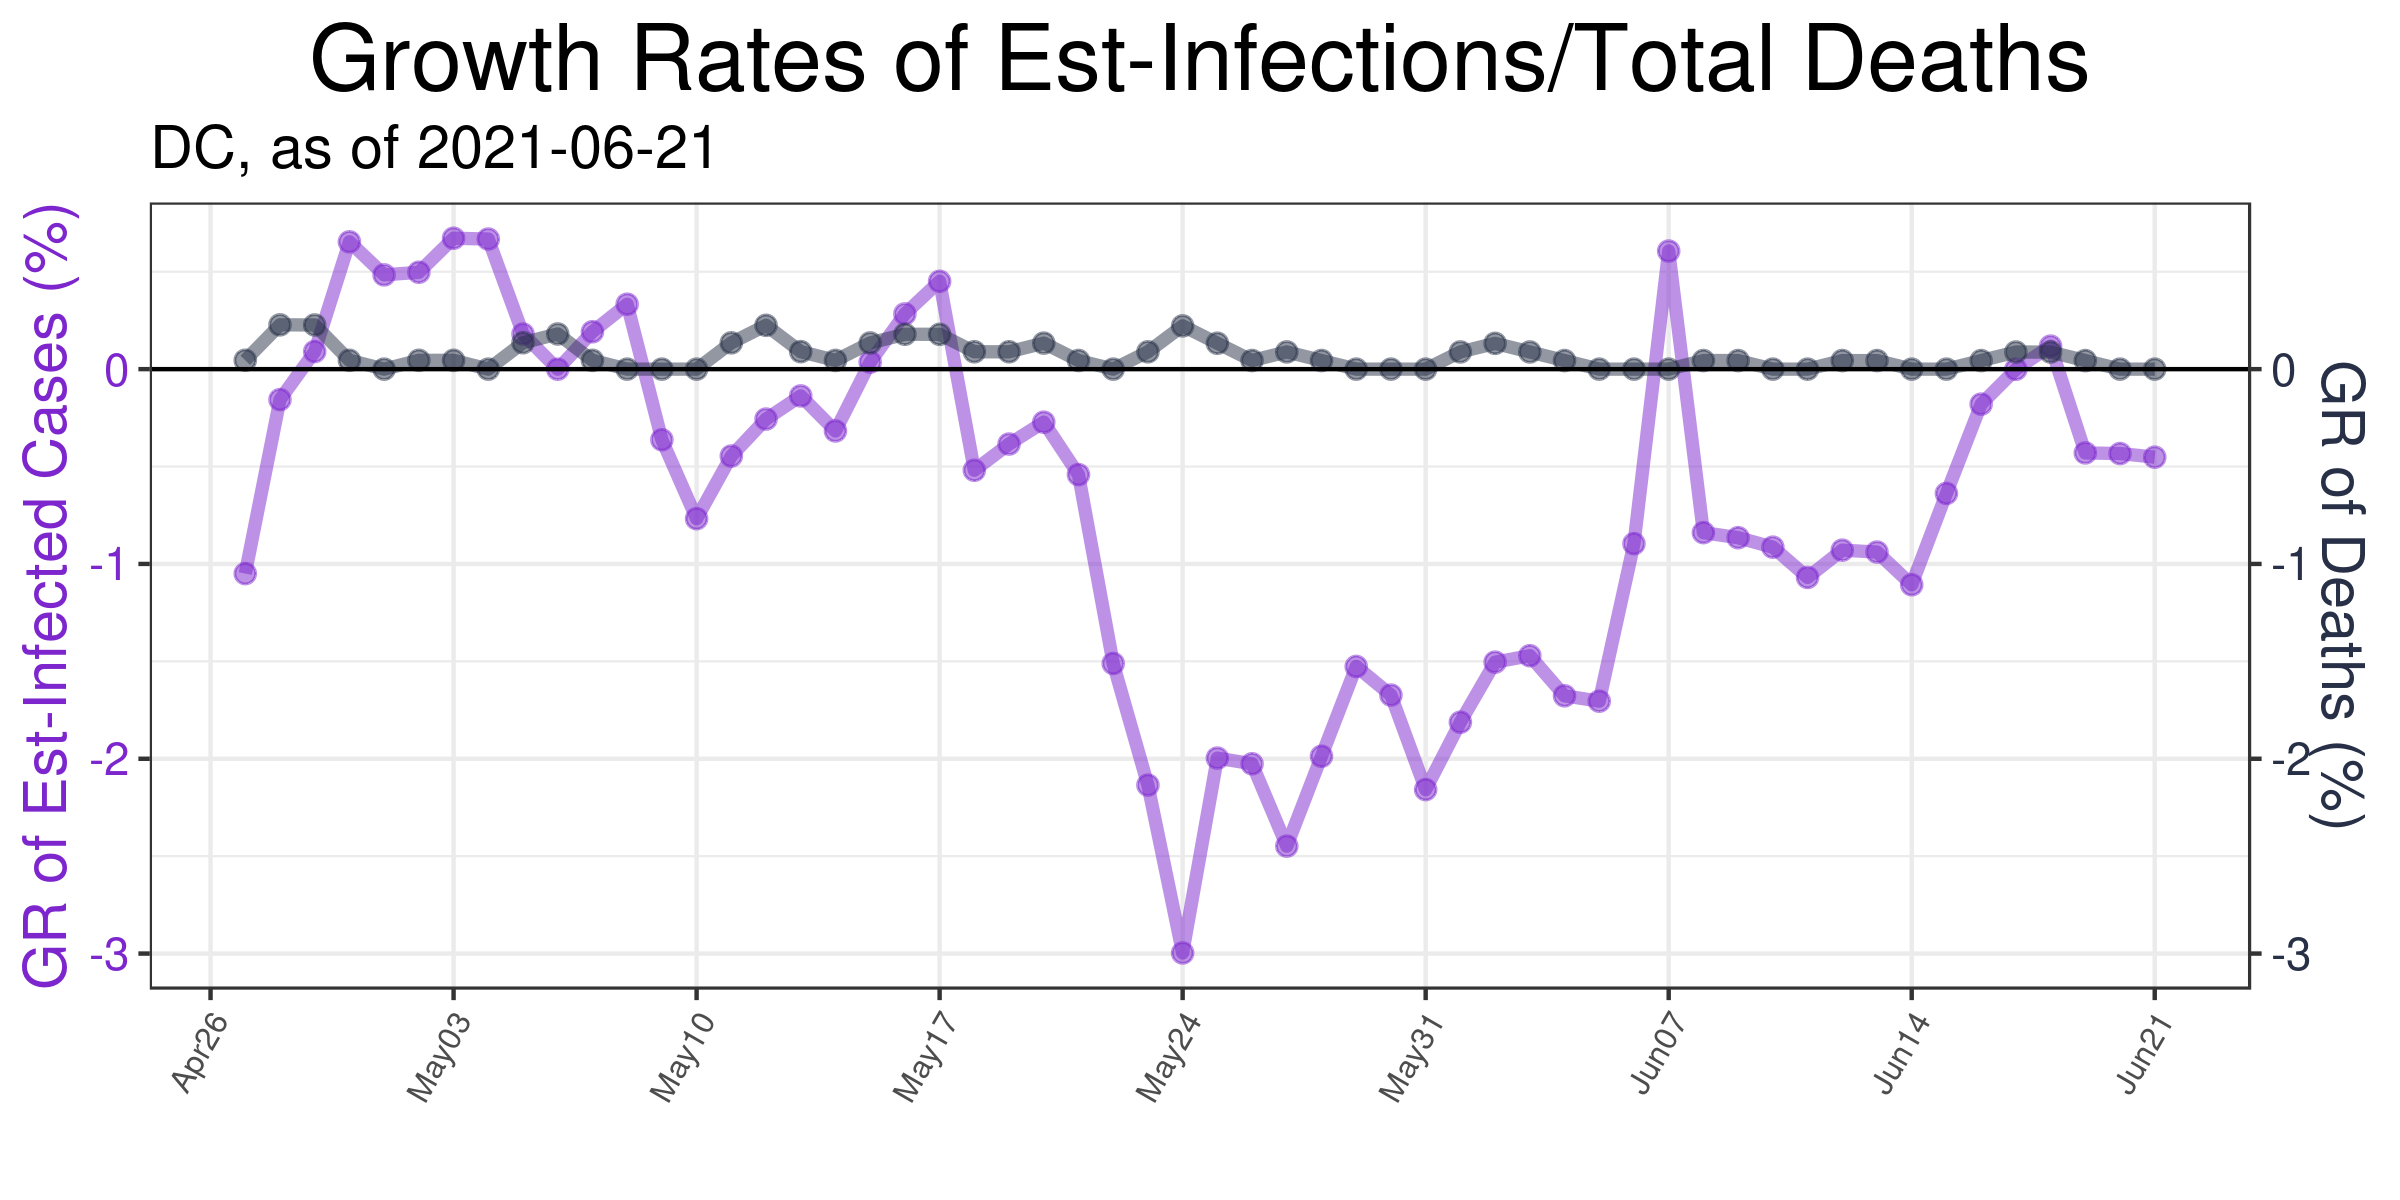 Growth Rates of Est-Infections/Total Deaths
DC, as of 2021-06-21
GR of Est-Infected Cases (%)
0
-1
-2
-3
0
-1
-2
-3
GR of Deaths (%)
Apr26
May03
May10
May17
May24
May31
Jun07
Jun14
Jun21